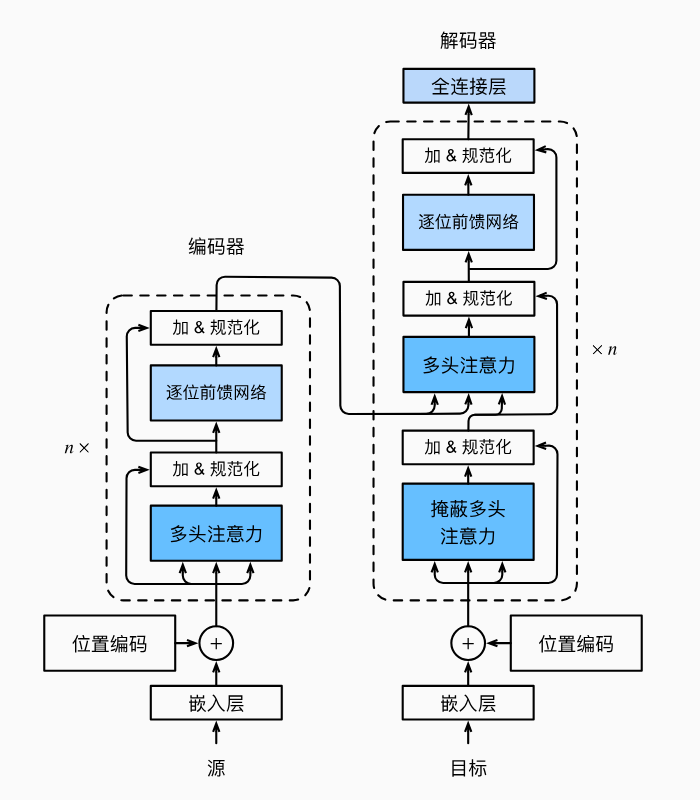 解码器
全连接层
加 & 规范化
逐位前馈网络
加 & 规范化
多头注意力
加 & 规范化
掩蔽多头
注意力
× n
编码器
加 & 规范化
逐位前馈网络
加 & 规范化
多头注意力
n ×
位置编码
+
嵌入层
源
+
位置编码
嵌入层
目标